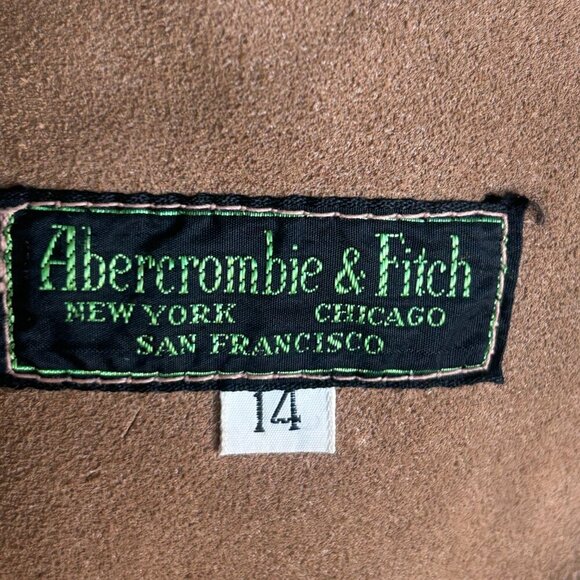 Abercrombie & Fitch
NEW YORK CHICAGO
SAN FRANCISCO
14